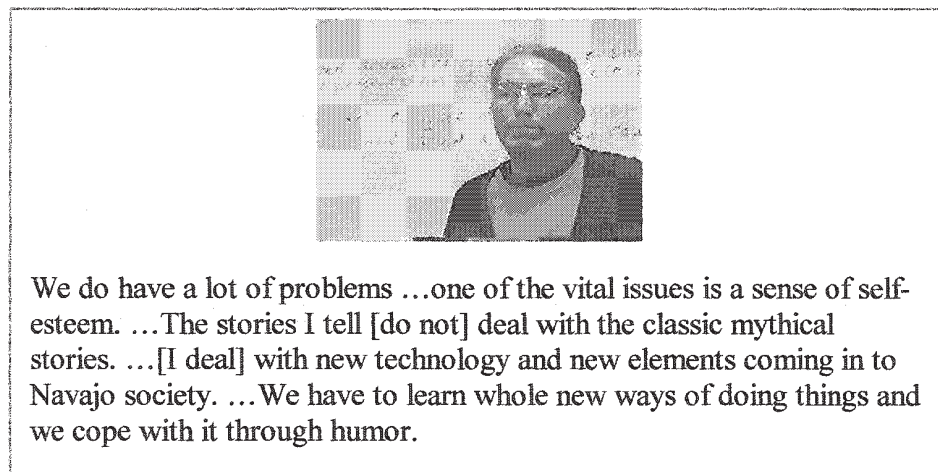 We do have a lot of problems …one of the vital issues is a sense of self-
esteem. …The stories I tell [do not] deal with the classic mythical
stories. …[I deal] with new technology and new elements coming in to
Navajo society. …We have to learn whole new ways of doing things and
we cope with it through humor.